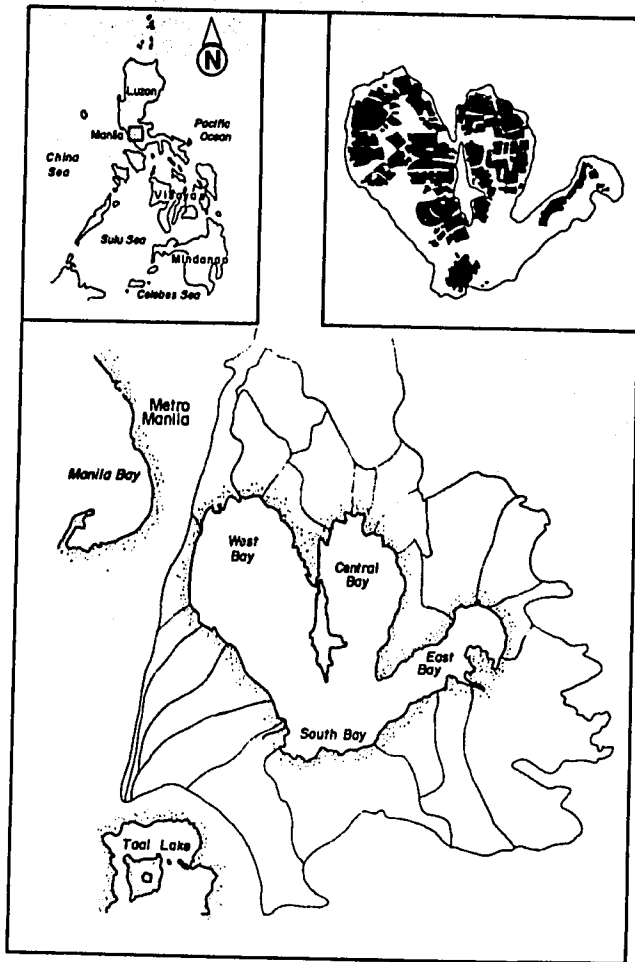 N
Luzon
Manila
Pacific
Ocean
China
Sea
Visayas
Sulu Sea
Mindanao
Celebes Sea
Metro
Manila
Manila Bay
West
Bay
Central
Bay
East
Bay
South Bay
Taal Lake